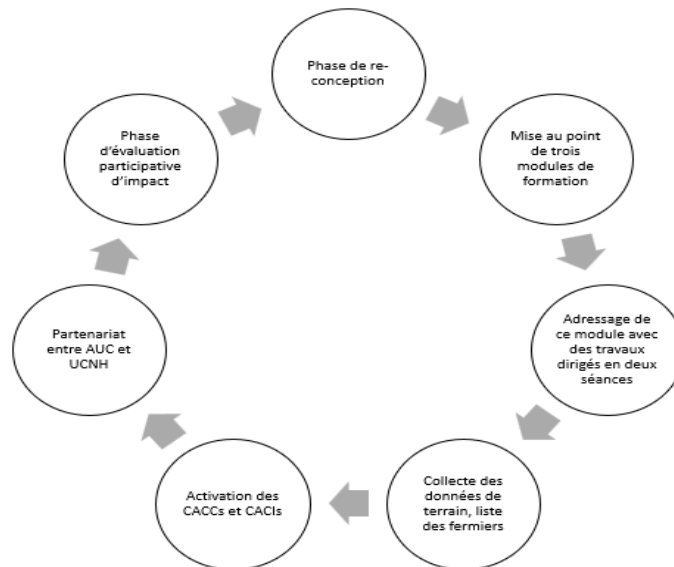 Phase de re-
conception
Mise au point
de trois
modules de
formation
Adressage de
ce module avec
des travaux
dirigés en deux
séances
Collecte des
données de
terrain, liste
des fermiers
Activation des
CACCs et CACIs
Partenariat
entre AUC et
UCNH
Phase
d’évaluation
participative
d’impact